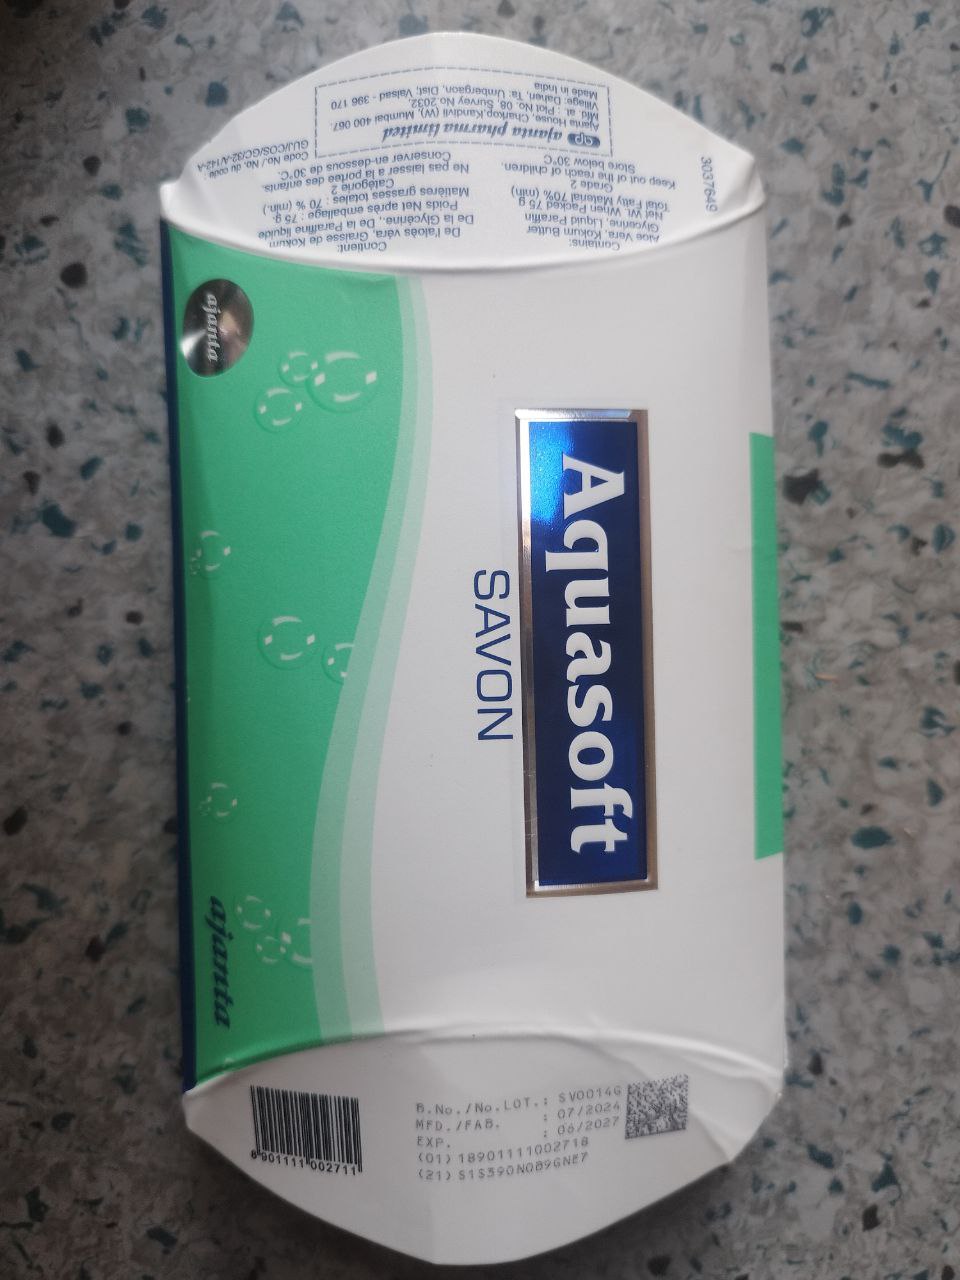 Contains:
Aloe Vera, Kokum Butter
Glycerine, Liquid Paraffin
Net Wt. When Packed 75 g
Total Fatty Material 70% (min)
Grade 2
Keep out of the reach of children.
Store below 30°C
Contient:
De l'aloès véra, Graisse de Kokum
De la Glycérine,, De la Paraffine liquide
Poids Net après emballage : 75 g
Matières grasses totales : 70 % (min.)
Catégorie 2
Ne pas laisser à la portée des enfants.
Conserver en-dessous de 30°C.
Code No. / No. du code
GUJ/COS/GC/32-A/142-A
ap ajanta pharma limited
Ajanta House, Charkop,Kandivli (W), Mumbai 400 067.
Mfd. at. Plot No 08, Survey No.2032,
Village: Daheri, Ta: Umbergaon, Dist; Valsad - 396 170
Made in India
3037649
ajanta
Aquasoft
SAVON
ajanta
8 901111 002711
B.No./No.LOT.: SV0014G
MFD./FAB. : 07/2024
EXP. : 06/2027
(01) 18901111002718
(21) S1S390N0B9GNE7